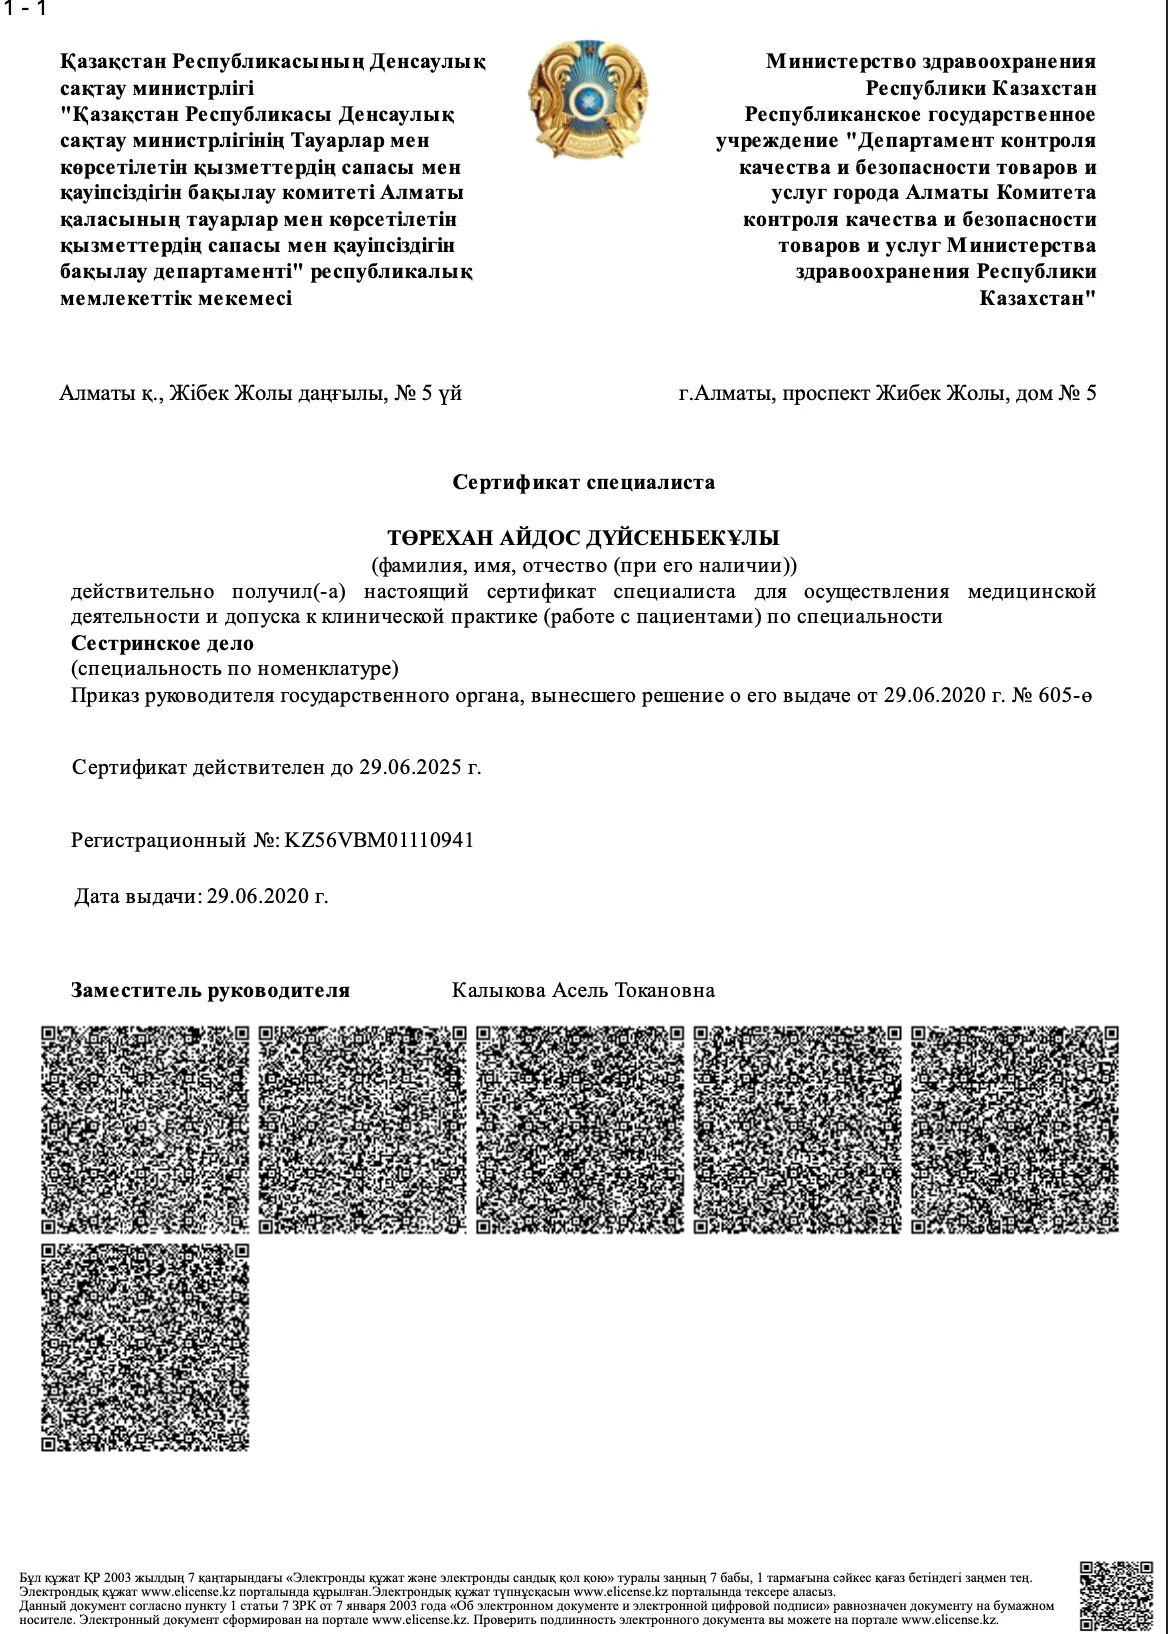 1 - 1
Қазақстан Республикасының Денсаулық
сақтау министрлігі
"Қазақстан Республикасы Денсаулық
сақтау министрлігінің Тауарлар мен
көрсетілетін қызметтердің сапасы мен
қауіпсіздігін бақылау комитеті Алматы
қаласының тауарлар мен көрсетілетін
қызметтердің сапасы мен қауіпсіздігін
бақылау департаменті" республикалық
мемлекеттік мекемесі
Министерство здравоохранения
Республики Казахстан
Республиканское государственное
учреждение "Департамент контроля
качества и безопасности товаров и
услуг города Алматы Комитета
контроля качества и безопасности
товаров и услуг Министерства
здравоохранения Республики
Казахстан"
Алматы қ., Жібек Жолы даңғылы, № 5 үй
г.Алматы, проспект Жибек Жолы, дом № 5
Сертификат специалиста
ТӨРЕХАН АЙДОС ДҮЙСЕНБЕКҰЛЫ
(фамилия, имя, отчество (при его наличии))
действительно получил(-а) настоящий сертификат специалиста для осуществления медицинской
деятельности и допуска к клинической практике (работе с пациентами) по специальности
Сестринское дело
(специальность по номенклатуре)
Приказ руководителя государственного органа, вынесшего решение о его выдаче от 29.06.2020 г. № 605-ө
Сертификат действителен до 29.06.2025 г.
Регистрационный №: KZ56VBM01110941
Дата выдачи: 29.06.2020 г.
Заместитель руководителя Калыкова Асель Токановна
Бұл құжат ҚР 2003 жылдың 7 қаңтарындағы «Электронды құжат және электронды сандық қол қою» туралы заңның 7 бабы, 1 тармағына сәйкес қағаз бетіндегі заңмен тең.
Электрондық құжат www.elicense.kz порталында құрылған.Электрондық құжат түпнұсқасын www.elicense.kz порталында тексере аласыз.
Данный документ согласно пункту 1 статьи 7 ЗРК от 7 января 2003 года «Об электронном документе и электронной цифровой подписи» равнозначен документу на бумажном
носителе. Электронный документ сформирован на портале www.elicense.kz. Проверить подлинность электронного документа вы можете на портале www.elicense.kz.